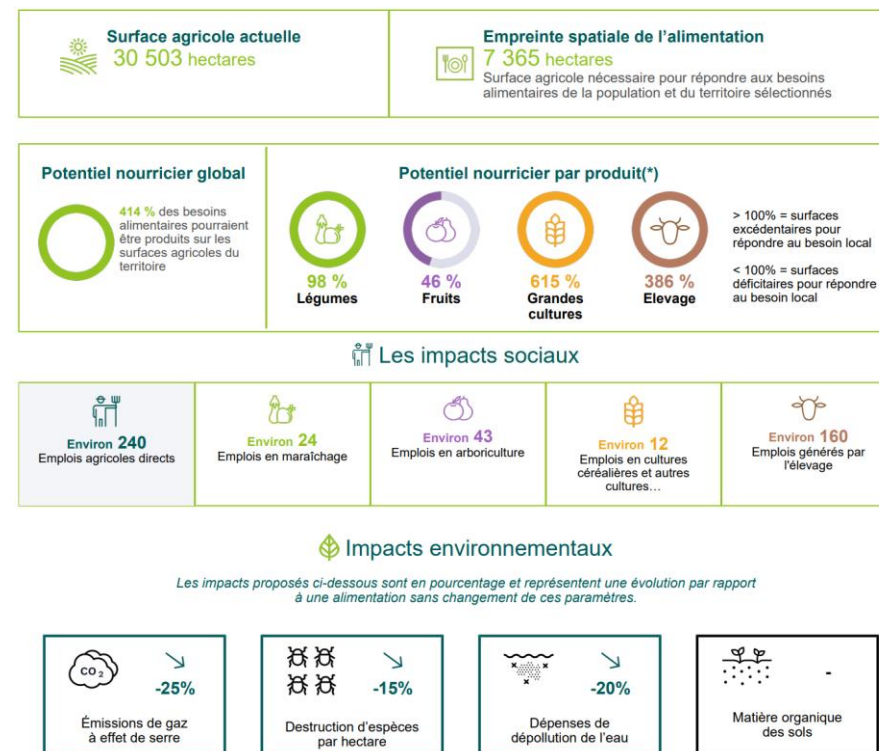 Surface agricole actuelle
30 503 hectares
Empreinte spatiale de l'alimentation
7 365 hectares
Surface agricole nécessaire pour répondre aux besoins
alimentaires de la population et du territoire sélectionnés
Potentiel nourricier global
414 % des besoins
alimentaires pourraient
être produits sur les
surfaces agricoles du
territoire
Potentiel nourricier par produit(*)
98 %
Légumes
46 %
Fruits
615 %
Grandes
cultures
386 %
Elevage
> 100% = surfaces
excédentaires pour
répondre au besoin local
< 100% = surfaces
déficitaires pour répondre
au besoin local
Les impacts sociaux
Environ 240
Emplois agricoles directs
Environ 24
Emplois en maraîchage
Environ 43
Emplois en arboriculture
Environ 12
Emplois en cultures
céréalières et autres
cultures…
Environ 160
Emplois générés par
l'élevage
Impacts environnementaux
Les impacts proposés ci-dessous sont en pourcentage et représentent une évolution par rapport
à une alimentation sans changement de ces paramètres.
CO2
-25%
Émissions de gaz
à effet de serre
-15%
Destruction d'espèces
par hectare
-20%
Dépenses de
dépollution de l'eau
-
Matière organique
des sols